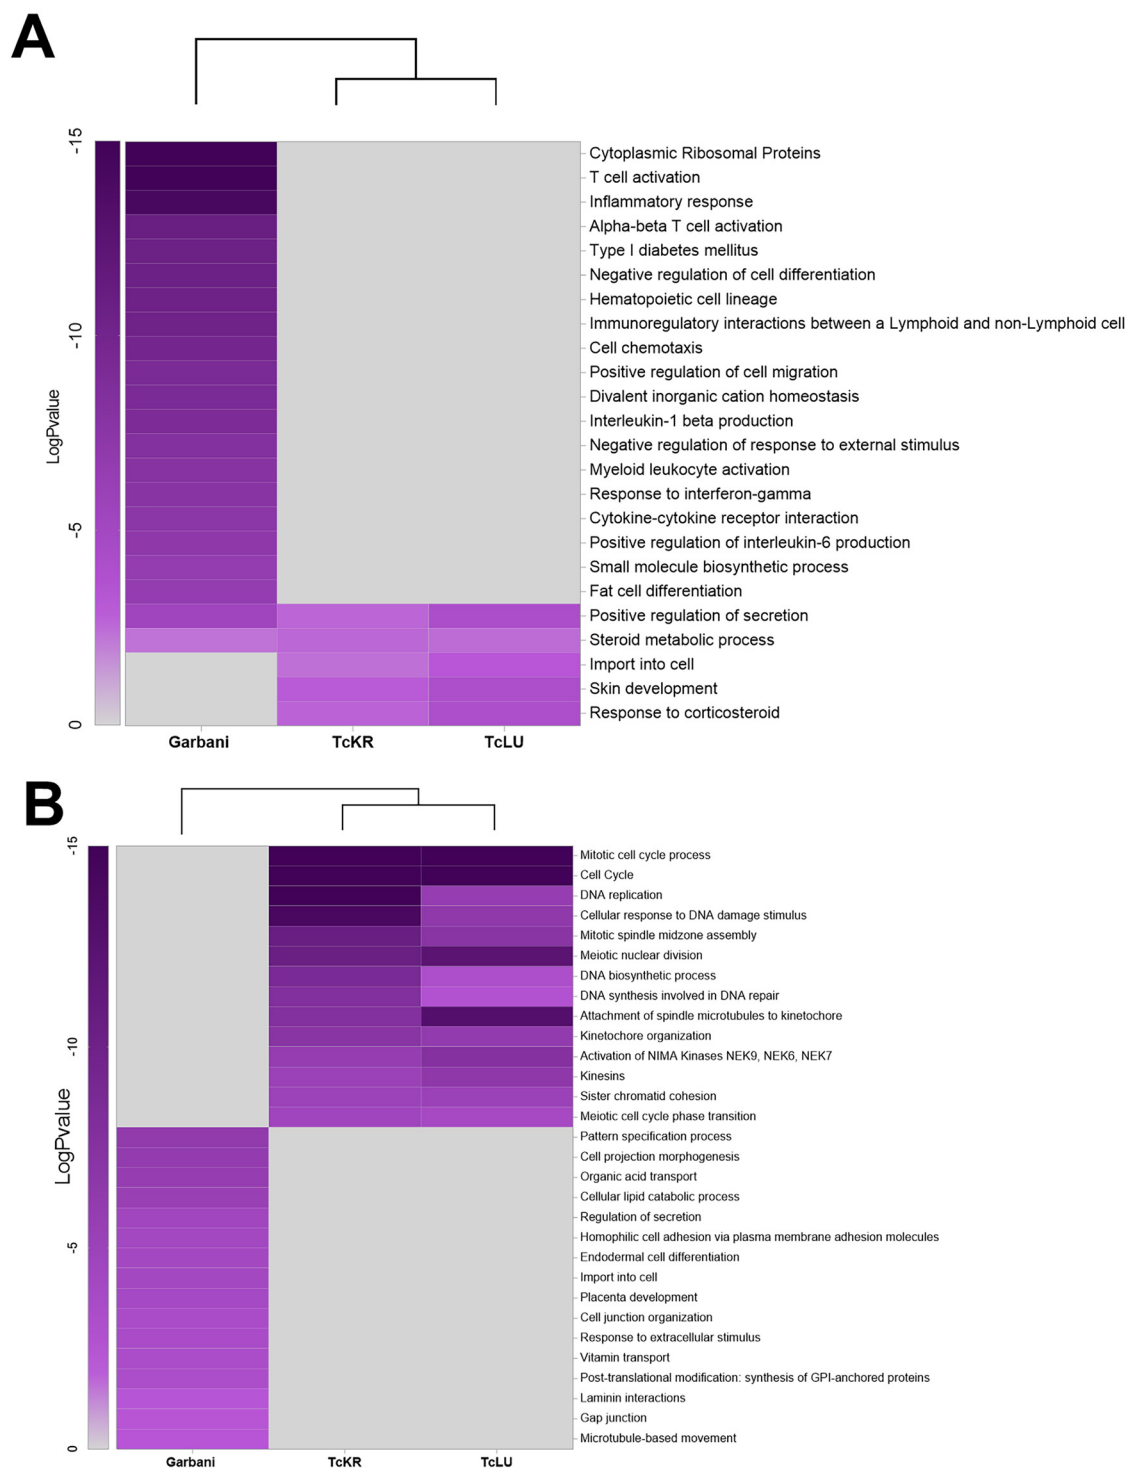 A
-15
-10
-5
0
LogPvalue
Cytoplasmic Ribosomal Proteins
T cell activation
Inflammatory response
Alpha-beta T cell activation
Type I diabetes mellitus
Negative regulation of cell differentiation
Hematopoietic cell lineage
Immunoregulatory interactions between a Lymphoid and non-Lymphoid cell
Cell chemotaxis
Positive regulation of cell migration
Divalent inorganic cation homeostasis
Interleukin-1 beta production
Negative regulation of response to external stimulus
Myeloid leukocyte activation
Response to interferon-gamma
Cytokine-cytokine receptor interaction
Positive regulation of interleukin-6 production
Small molecule biosynthetic process
Fat cell differentiation
Positive regulation of secretion
Steroid metabolic process
Import into cell
Skin development
Response to corticosteroid
Garbani TcKR TcLU
B
-15
-10
-5
0
LogPvalue
Mitotic cell cycle process
Cell Cycle
DNA replication
Cellular response to DNA damage stimulus
Mitotic spindle midzone assembly
Meiotic nuclear division
DNA biosynthetic process
DNA synthesis involved in DNA repair
Attachment of spindle microtubules to kinetochore
Kinetochore organization
Activation of NIMA Kinases NEK9, NEK6, NEK7
Kinesins
Sister chromatid cohesion
Meiotic cell cycle phase transition
Pattern specification process
Cell projection morphogenesis
Organic acid transport
Cellular lipid catabolic process
Regulation of secretion
Homophilic cell adhesion via plasma membrane adhesion molecules
Endodermal cell differentiation
Import into cell
Placenta development
Cell junction organization
Response to extracellular stimulus
Vitamin transport
Post-translational modification: synthesis of GPI-anchored proteins
Laminin interactions
Gap junction
Microtubule-based movement
Garbani TcKR TcLU